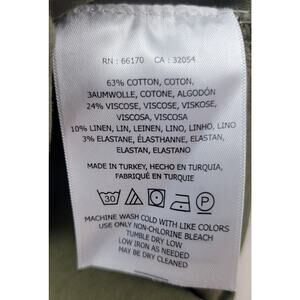 RN : 66170 CA : 32054
63% COTTON, COTON,
3AUMWOLLE, COTONE, ALGODÓN
24% VISCOSE, VISCOSE, VISKOSE,
VISCOSA, VISCOSA
10% LINEN, LIN, LEINEN, LINO, LINHO, LINO
3% ELASTANE, ÉLASTHANNE, ELASTAN,
ELASTAN, ELASTANO
MADE IN TURKEY, HECHO EN TURQUIA,
FABRIQUÉ EN TURQUIE
30 P
MACHINE WASH COLD WITH LIKE COLORS
USE ONLY NON-CHLORINE BLEACH
TUMBLE DRY LOW
LOW IRON AS NEEDED
MAY BE DRY CLEANED